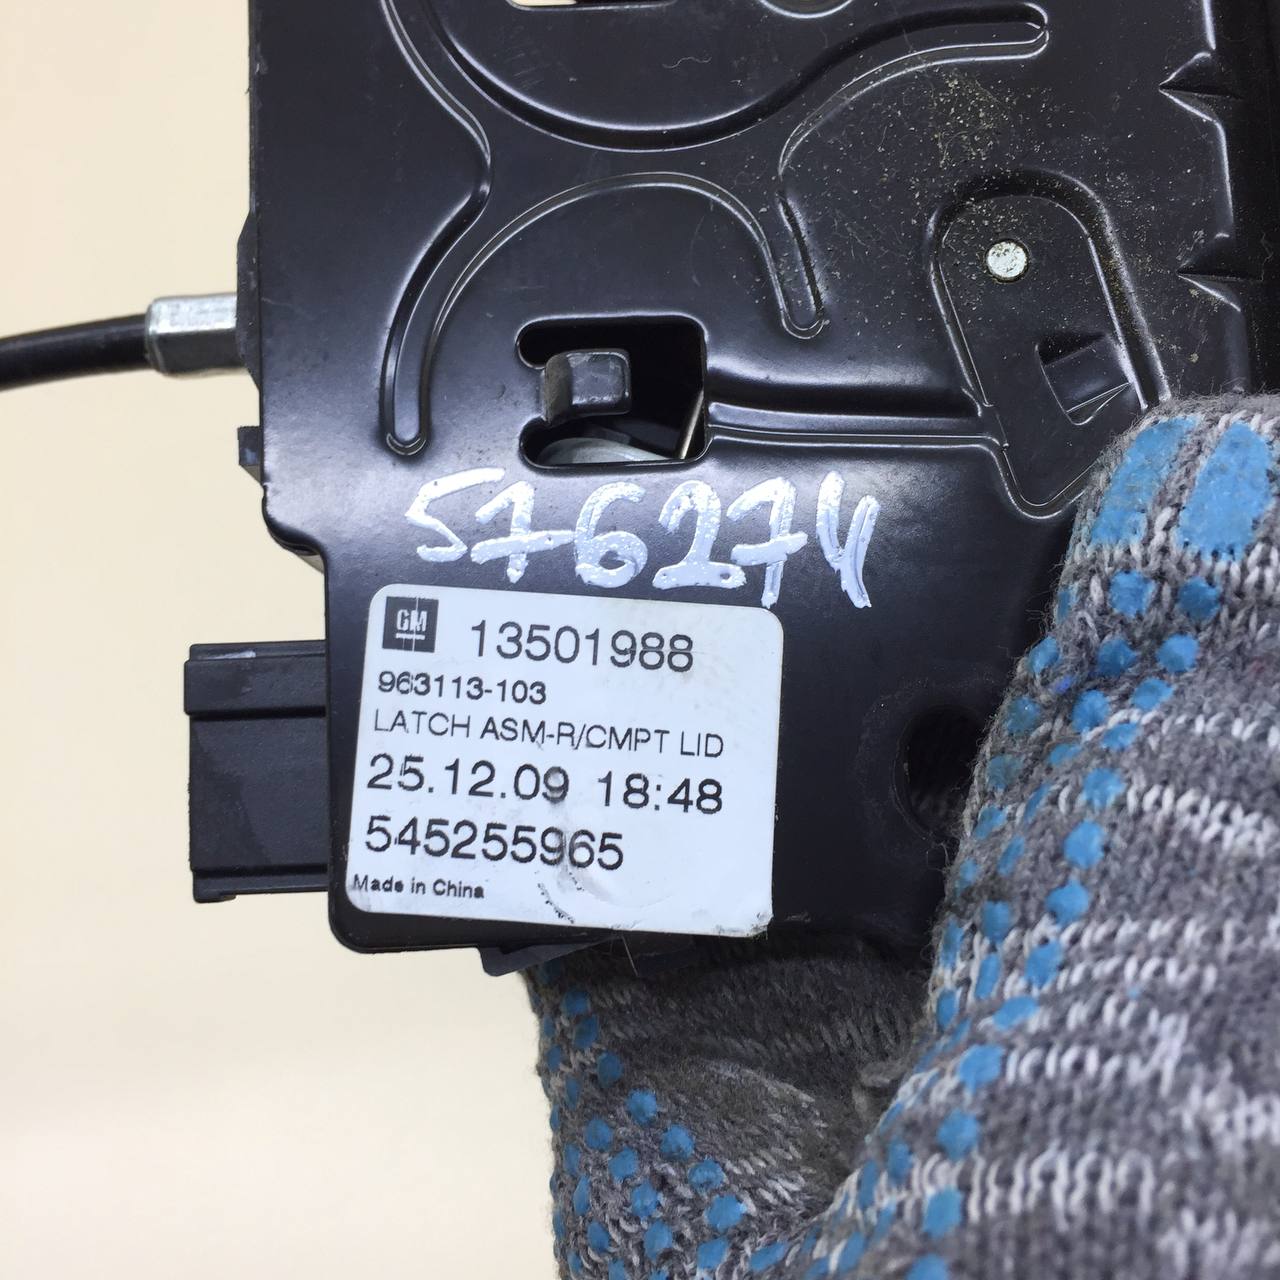 576274
GM 13501988
963113-103
LATCH ASM-R/CMPT LID
25.12.09 18:48
545255965
Made in China